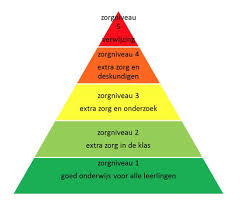 zorgniveau
5
verwijzing
zorgniveau 4
extra zorg en
deskundigen
zorgniveau 3
extra zorg en onderzoek
zorgniveau 2
extra zorg in de klas
zorgniveau 1
goed onderwijs voor alle leerlingen